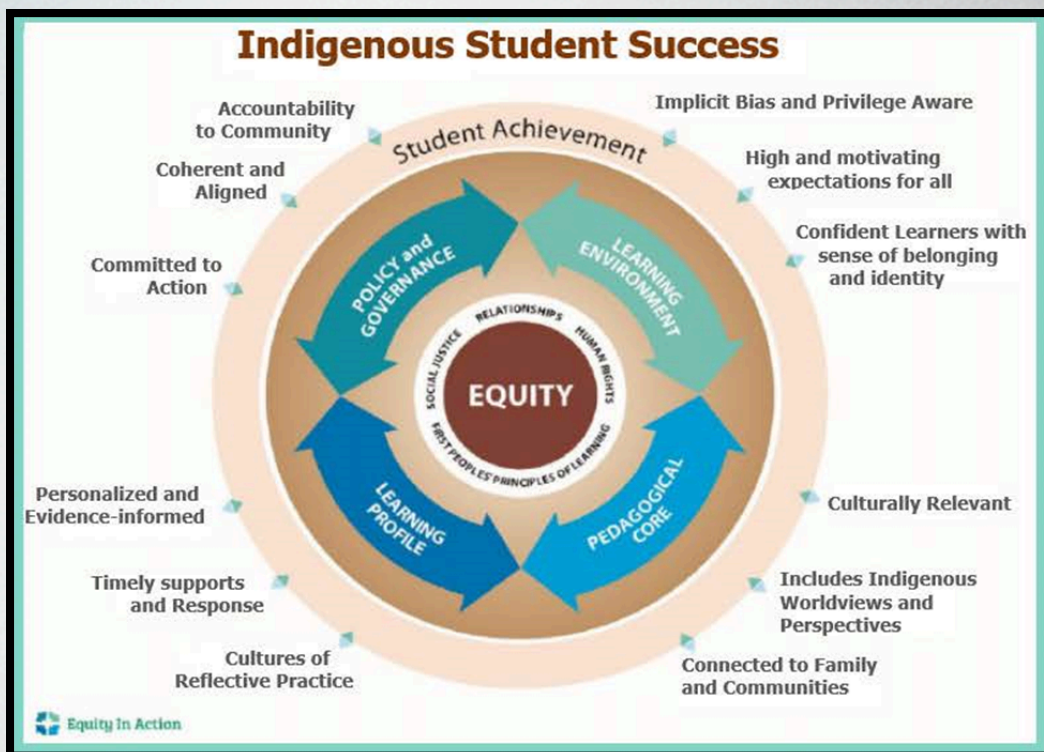 Indigenous Student Success
Accountability
to Community
Coherent and
Aligned
Committed to
Action
Implicit Bias and Privilege Aware
High and motivating
expectations for all
Confident Learners with
sense of belonging
and identity
Student Achievement
POLICY and
GOVERNANCE
LEARNING
ENVIRONMENT
RELATIONSHIPS
SOCIAL JUSTICE
HUMAN RIGHTS
EQUITY
FIRST PEOPLES' PRINCIPLES OF LEARNING
LEARNING
PROFILE
PEDAGOGICAL
CORE
Personalized and
Evidence-informed
Timely supports
and Response
Cultures of
Reflective Practice
Culturally Relevant
Includes Indigenous
Worldviews and
Perspectives
Connected to Family
and Communities
Equity In Action